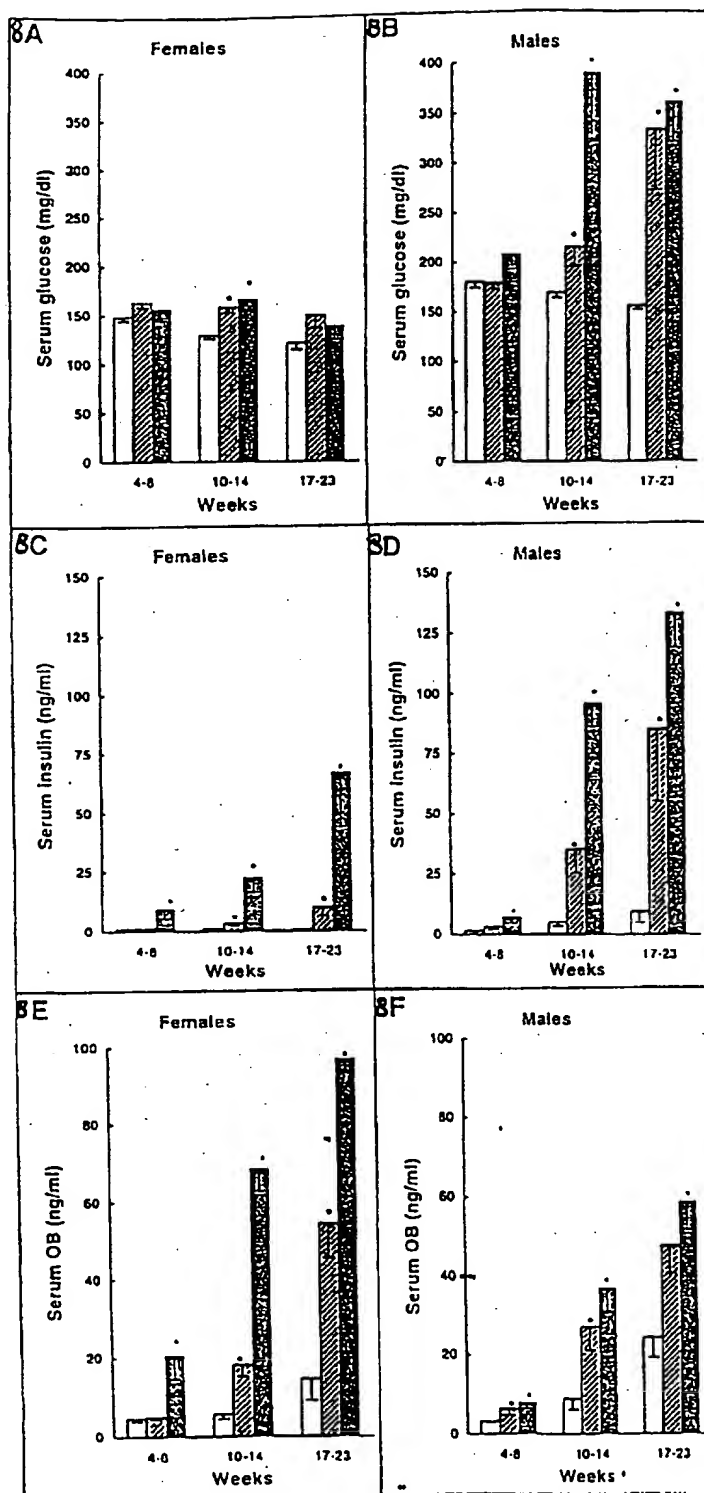 8A
Females
400
350
300
250
200
150
100
50
0
Serum glucose (mg/dl)
4-8
10-14
17-23
Weeks
8B
Males
400
350
300
250
200
150
100
50
0
Serum glucose (mg/dl)
4-8
10-14
17-23
Weeks
8C
Females
150
125
100
75
50
25
0
Serum Insulin (ng/ml)
4-8
10-14
17-23
Weeks
8D
Males
150
125
100
75
50
25
0
Serum Insulin (ng/ml)
4-8
10-14
17-23
Weeks
8E
Females
100
80
60
40
20
0
Serum OB (ng/ml)
4-8
10-14
17-23
Weeks
8F
Males
100
80
60
40
20
0
Serum OB (ng/ml)
4-8
10-14
17-23
Weeks